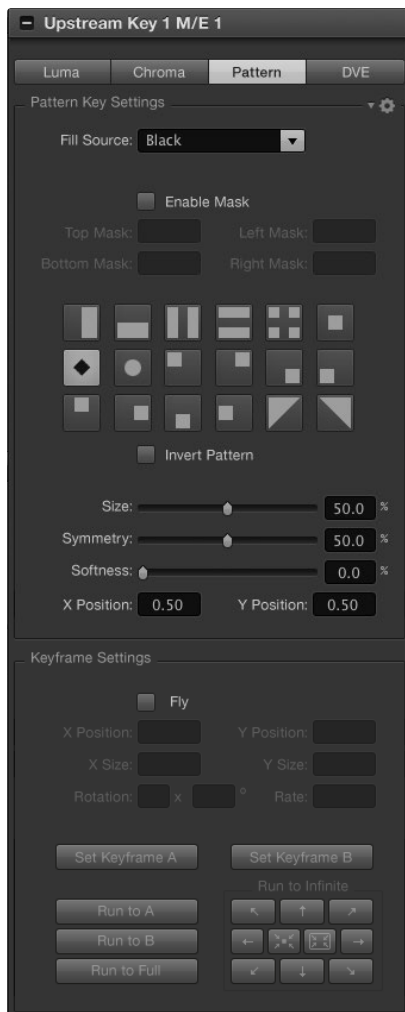 Upstream Key 1 M/E 1
Luma Chroma Pattern DVE
Pattern Key Settings
Fill Source: Black
Enable Mask
Top Mask: Left Mask:
Bottom Mask: Right Mask:
Invert Pattern
Size: 50.0 %
Symmetry: 50.0 %
Softness: 0.0 %
X Position: 0.50 Y Position: 0.50
Keyframe Settings
Fly
X Position: Y Position:
X Size: Y Size:
Rotation: x ° Rate:
Set Keyframe A Set Keyframe B
Run to Infinite
Run to A
Run to B
Run to Full